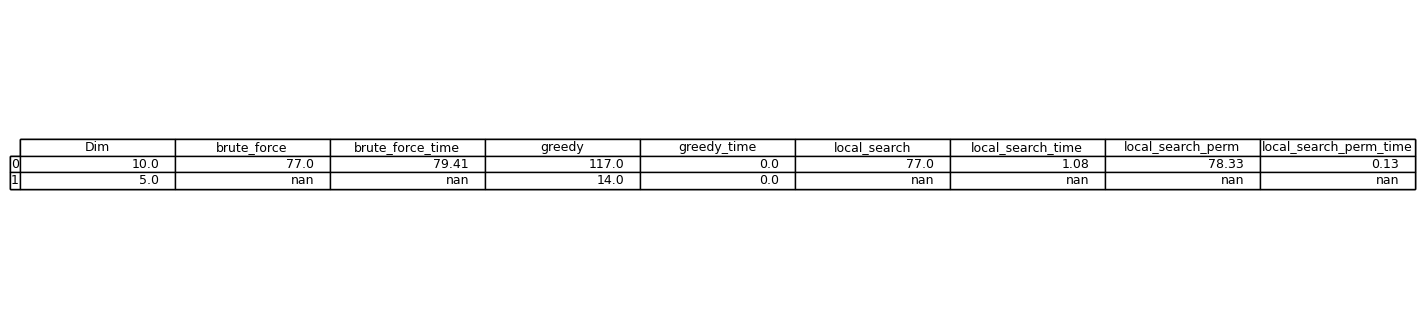 Dim brute_force brute_force_time greedy greedy_time local_search local_search_time local_search_perm local_search_perm_time
0 10.0 77.0 79.41 117.0 0.0 77.0 1.08 78.33 0.13
1 5.0 nan nan 14.0 0.0 nan nan nan nan